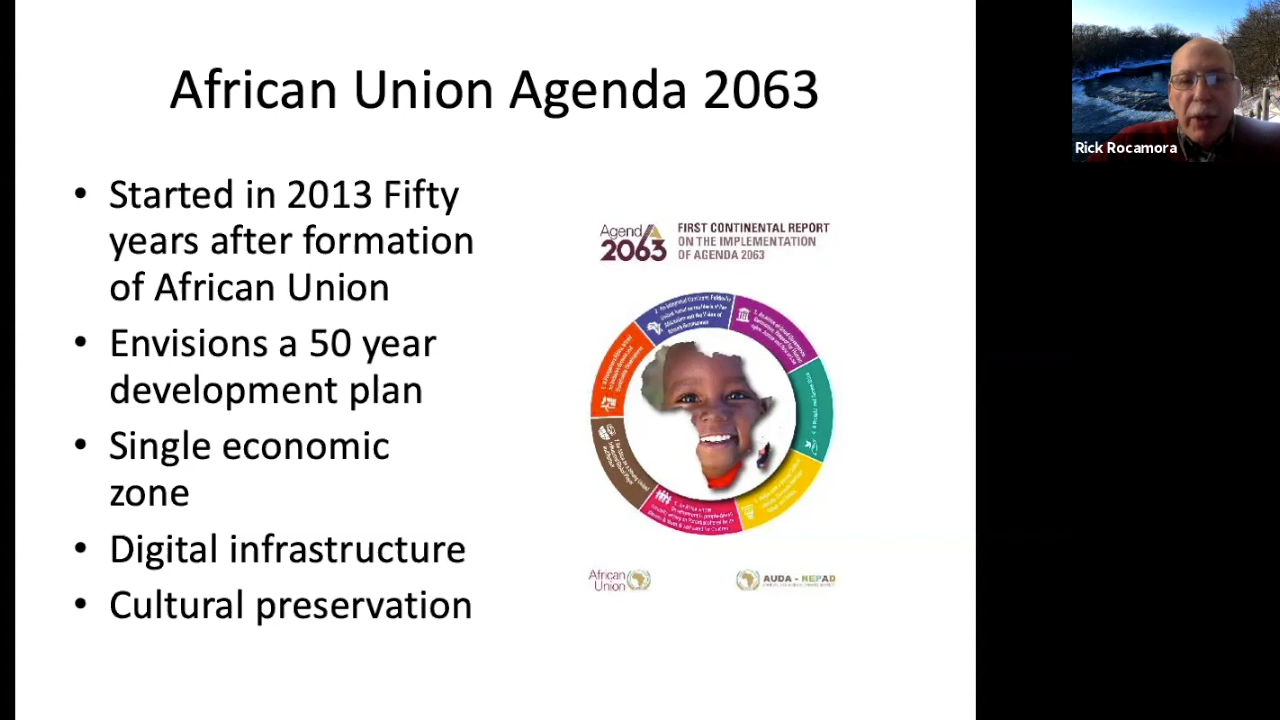 African Union Agenda 2063
• Started in 2013 Fifty
years after formation
of African Union
• Envisions a 50 year
development plan
• Single economic
zone
• Digital infrastructure
• Cultural preservation
Agenda
2063
FIRST CONTINENTAL REPORT
ON THE IMPLEMENTATION
OF AGENDA 2063
African
Union
AUDA - NEPAD
Rick Rocamora